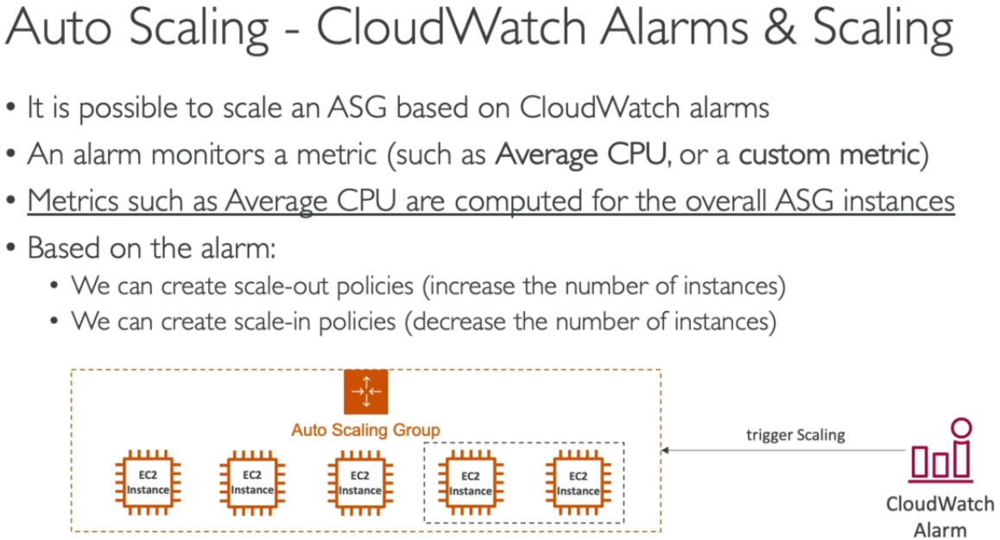 Auto Scaling - CloudWatch Alarms & Scaling
• It is possible to scale an ASG based on CloudWatch alarms
• An alarm monitors a metric (such as Average CPU, or a custom metric)
• Metrics such as Average CPU are computed for the overall ASG instances
• Based on the alarm:
• We can create scale-out policies (increase the number of instances)
• We can create scale-in policies (decrease the number of instances)
Auto Scaling Group
EC2
Instance
EC2
Instance
EC2
Instance
EC2
Instance
EC2
Instance
trigger Scaling
CloudWatch
Alarm